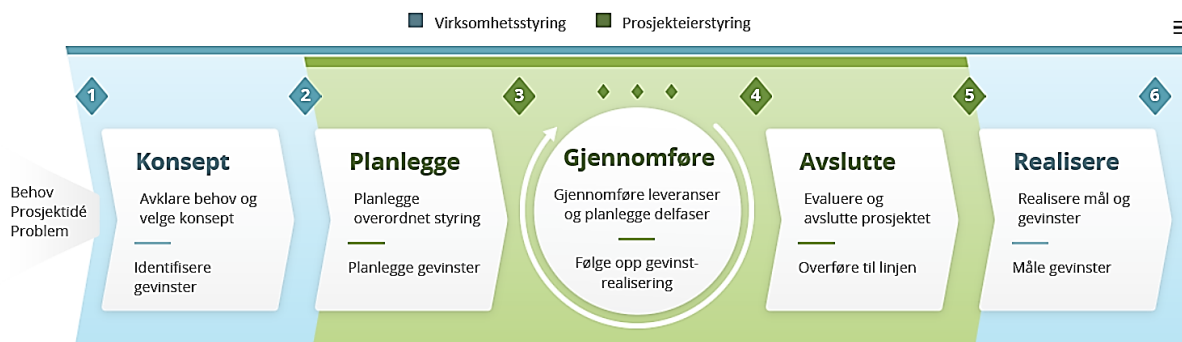 Virksomhetsstyring
Prosjekteierstyring
1
2
3
4
5
6
Behov
Prosjektidé
Problem
Konsept
Avklare behov og
velge konsept
Identifisere
gevinster
Planlegge
Planlegge
overordnet styring
Planlegge gevinster
Gjennomføre
Gjennomføre leveranser
og planlegge delfaser
Følge opp gevinst-
realisering
Avslutte
Evaluere og
avslutte prosjektet
Overføre til linjen
Realisere
Realisere mål og
gevinster
Måle gevinster